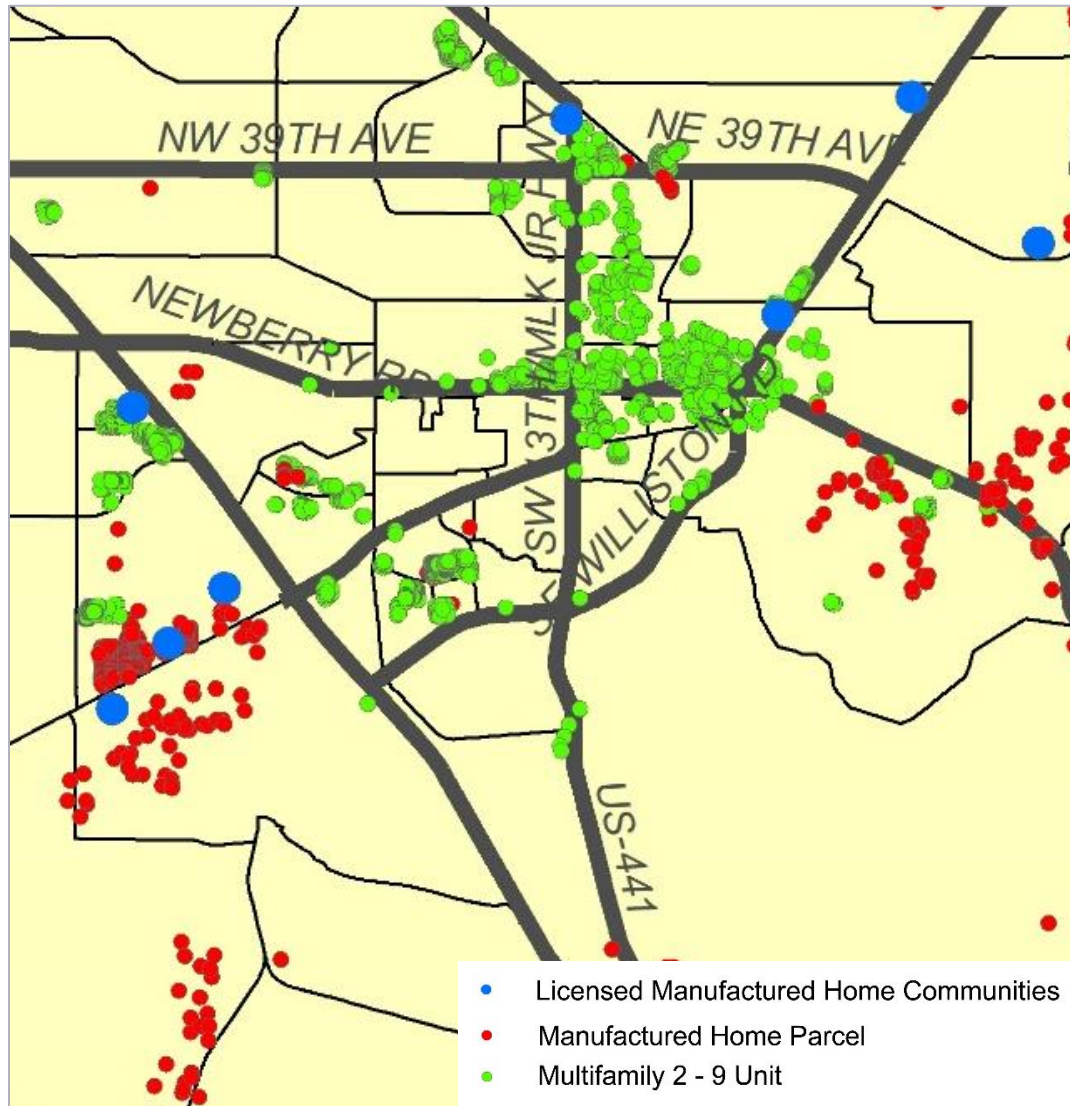 NW 39TH AVE
NE 39TH AVE
MLK JR HWY
NEWBERRY RD
SW 13TH
WILLISTON RD
US-441
Licensed Manufactured Home Communities
Manufactured Home Parcel
Multifamily 2 - 9 Unit